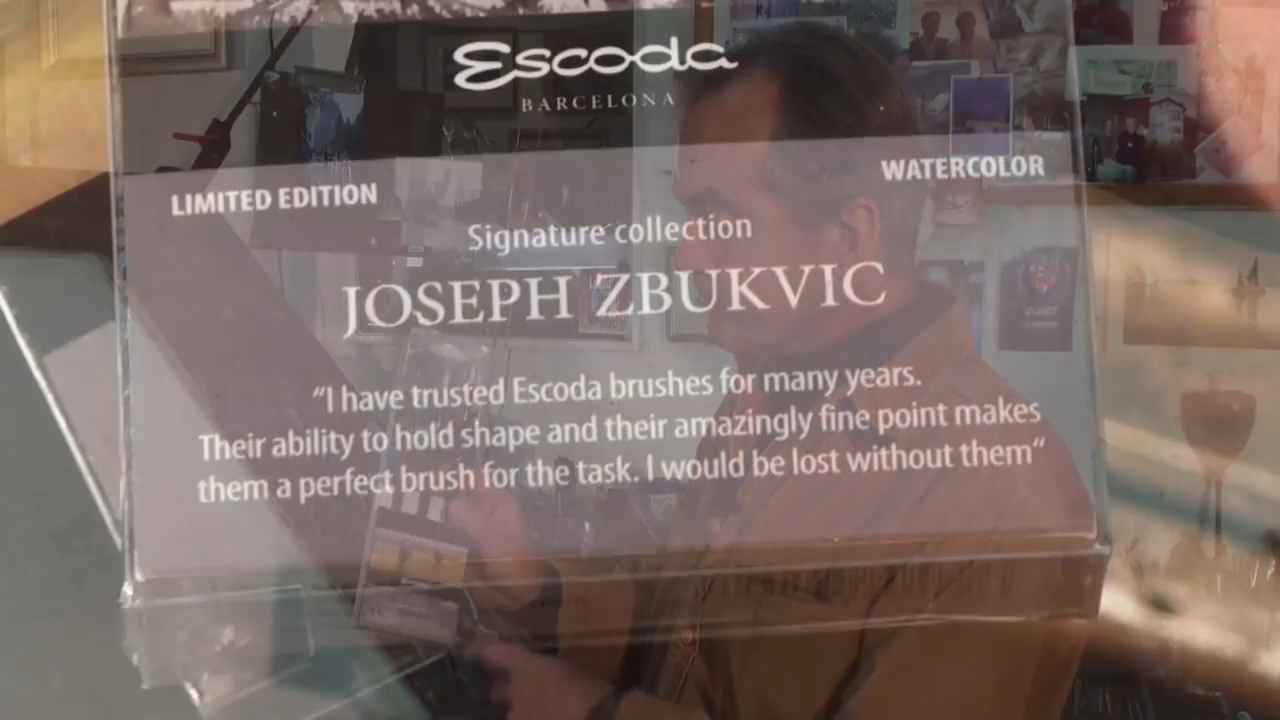 Escoda
BARCELONA
LIMITED EDITION
WATERCOLOR
Signature collection
JOSEPH ZBUKVIC
“I have trusted Escoda brushes for many years.
Their ability to hold shape and their amazingly fine point makes
them a perfect brush for the task. I would be lost without them“